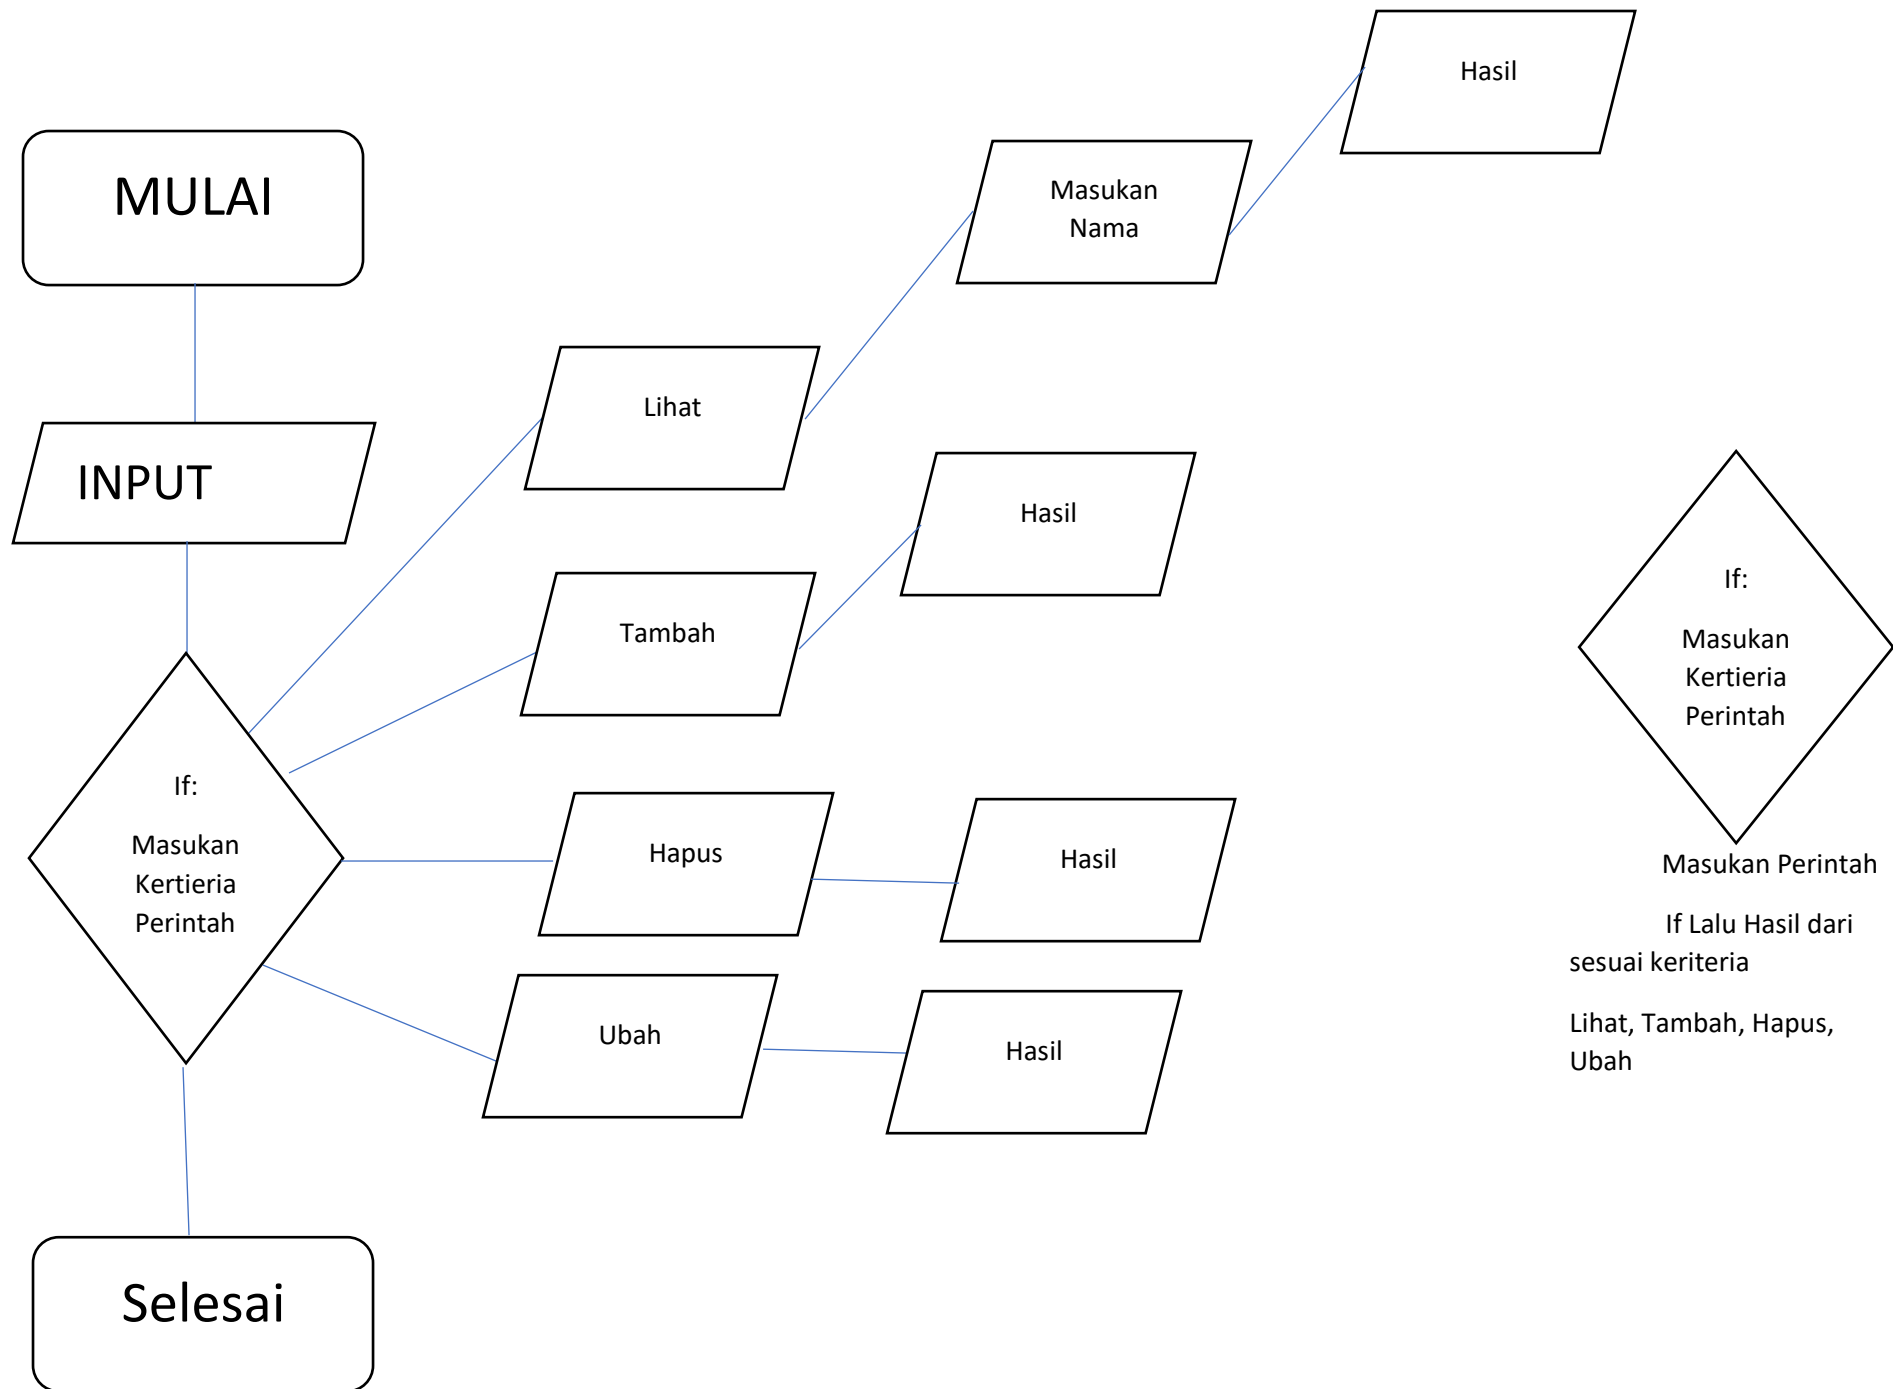 Hasil
MULAI
Masukan
Nama
Lihat
INPUT
Hasil
Tambah
If:
Masukan
Kertieria
Perintah
If:
Masukan
Kertieria
Perintah
Hapus
Hasil
Ubah
Hasil
Masukan Perintah
If Lalu Hasil dari
sesuai keriteria
Lihat, Tambah, Hapus,
Ubah
Selesai